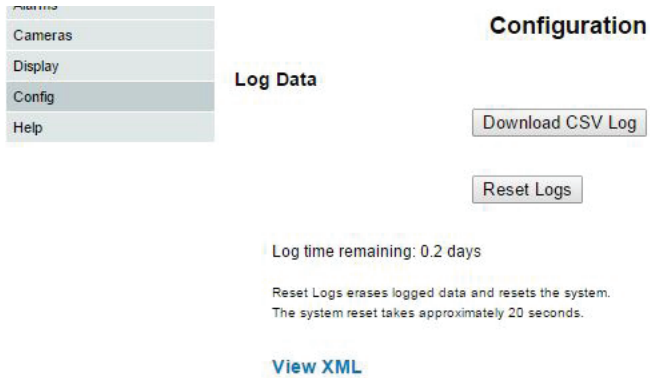 Alarms
Cameras
Display
Config
Help
Configuration
Log Data
Download CSV Log
Reset Logs
Log time remaining: 0.2 days
Reset Logs erases logged data and resets the system.
The system reset takes approximately 20 seconds.
View XML